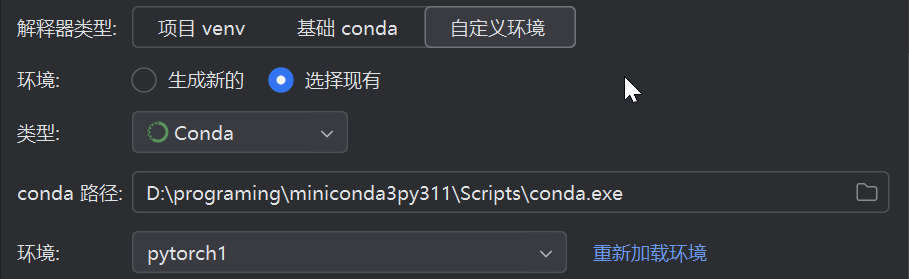 解释器类型: 项目 venv 基础 conda 自定义环境
环境: 生成新的 选择现有
类型: Conda
conda 路径: D:\programing\miniconda3py311\Scripts\conda.exe
环境: pytorch1 重新加载环境